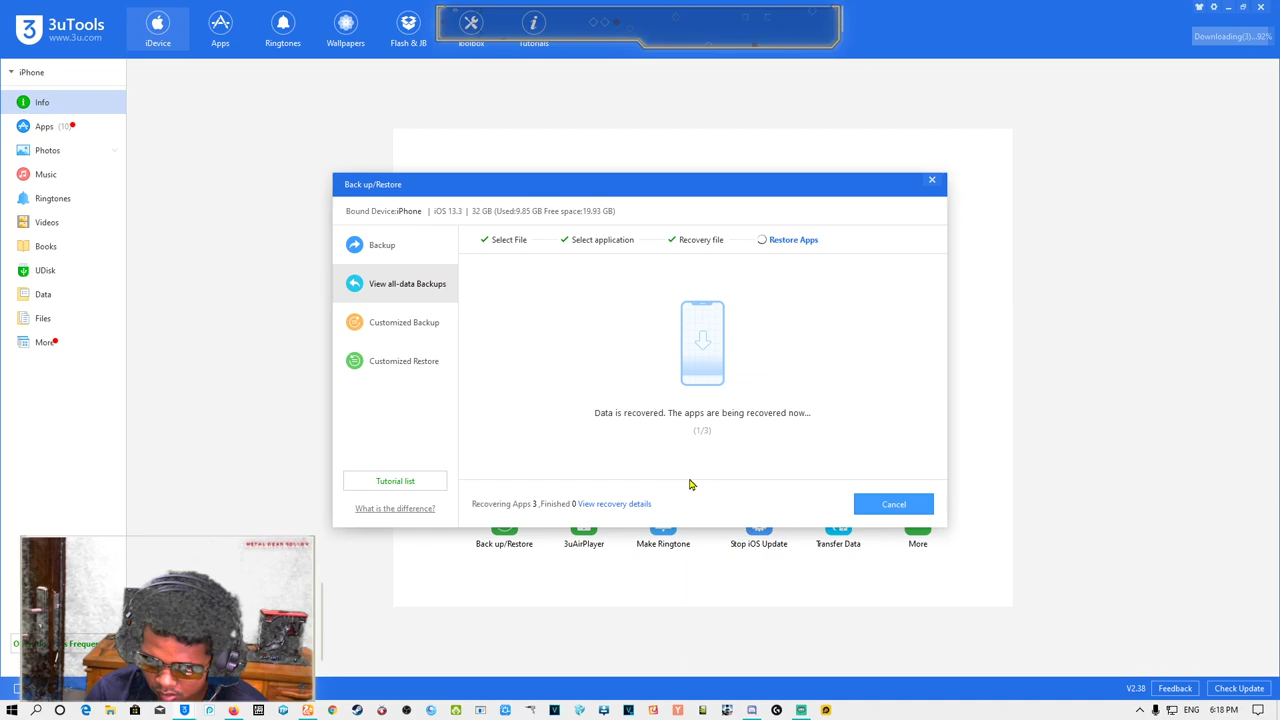 3uTools
www.3u.com
iDevice
Apps
Ringtones
Wallpapers
Flash & JB
Toolbox
Tutorials
Downloading(3)...92%
iPhone
Info
Apps (10)
Photos
Music
Ringtones
Videos
Books
UDisk
Data
Files
More
Back up/Restore
Bound Device:iPhone | iOS 13.3 | 32 GB (Used:9.85 GB Free space:19.93 GB)
Backup
View all-data Backups
Customized Backup
Customized Restore
Tutorial list
What is the difference?
Select File
Select application
Recovery file
Restore Apps
Data is recovered. The apps are being recovered now...
(1/3)
Recovering Apps 3 ,Finished 0 View recovery details
Cancel
Back up/Restore
3uAirPlayer
Make Ringtone
Stop iOS Update
Transfer Data
More
V2.38
Feedback
Check Update
ENG
6:18 PM